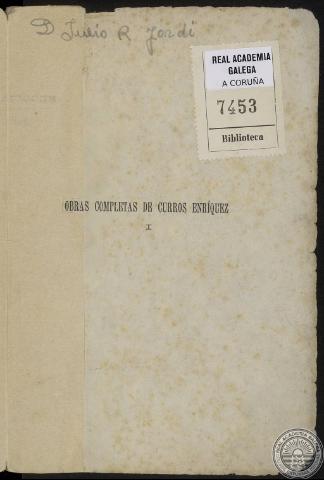 D Julio R Jordi
REAL ACADEMIA
GALEGA
A CORUÑA
7453
Biblioteca
OBRAS COMPLETAS DE CURROS ENRÍQUEZ
I